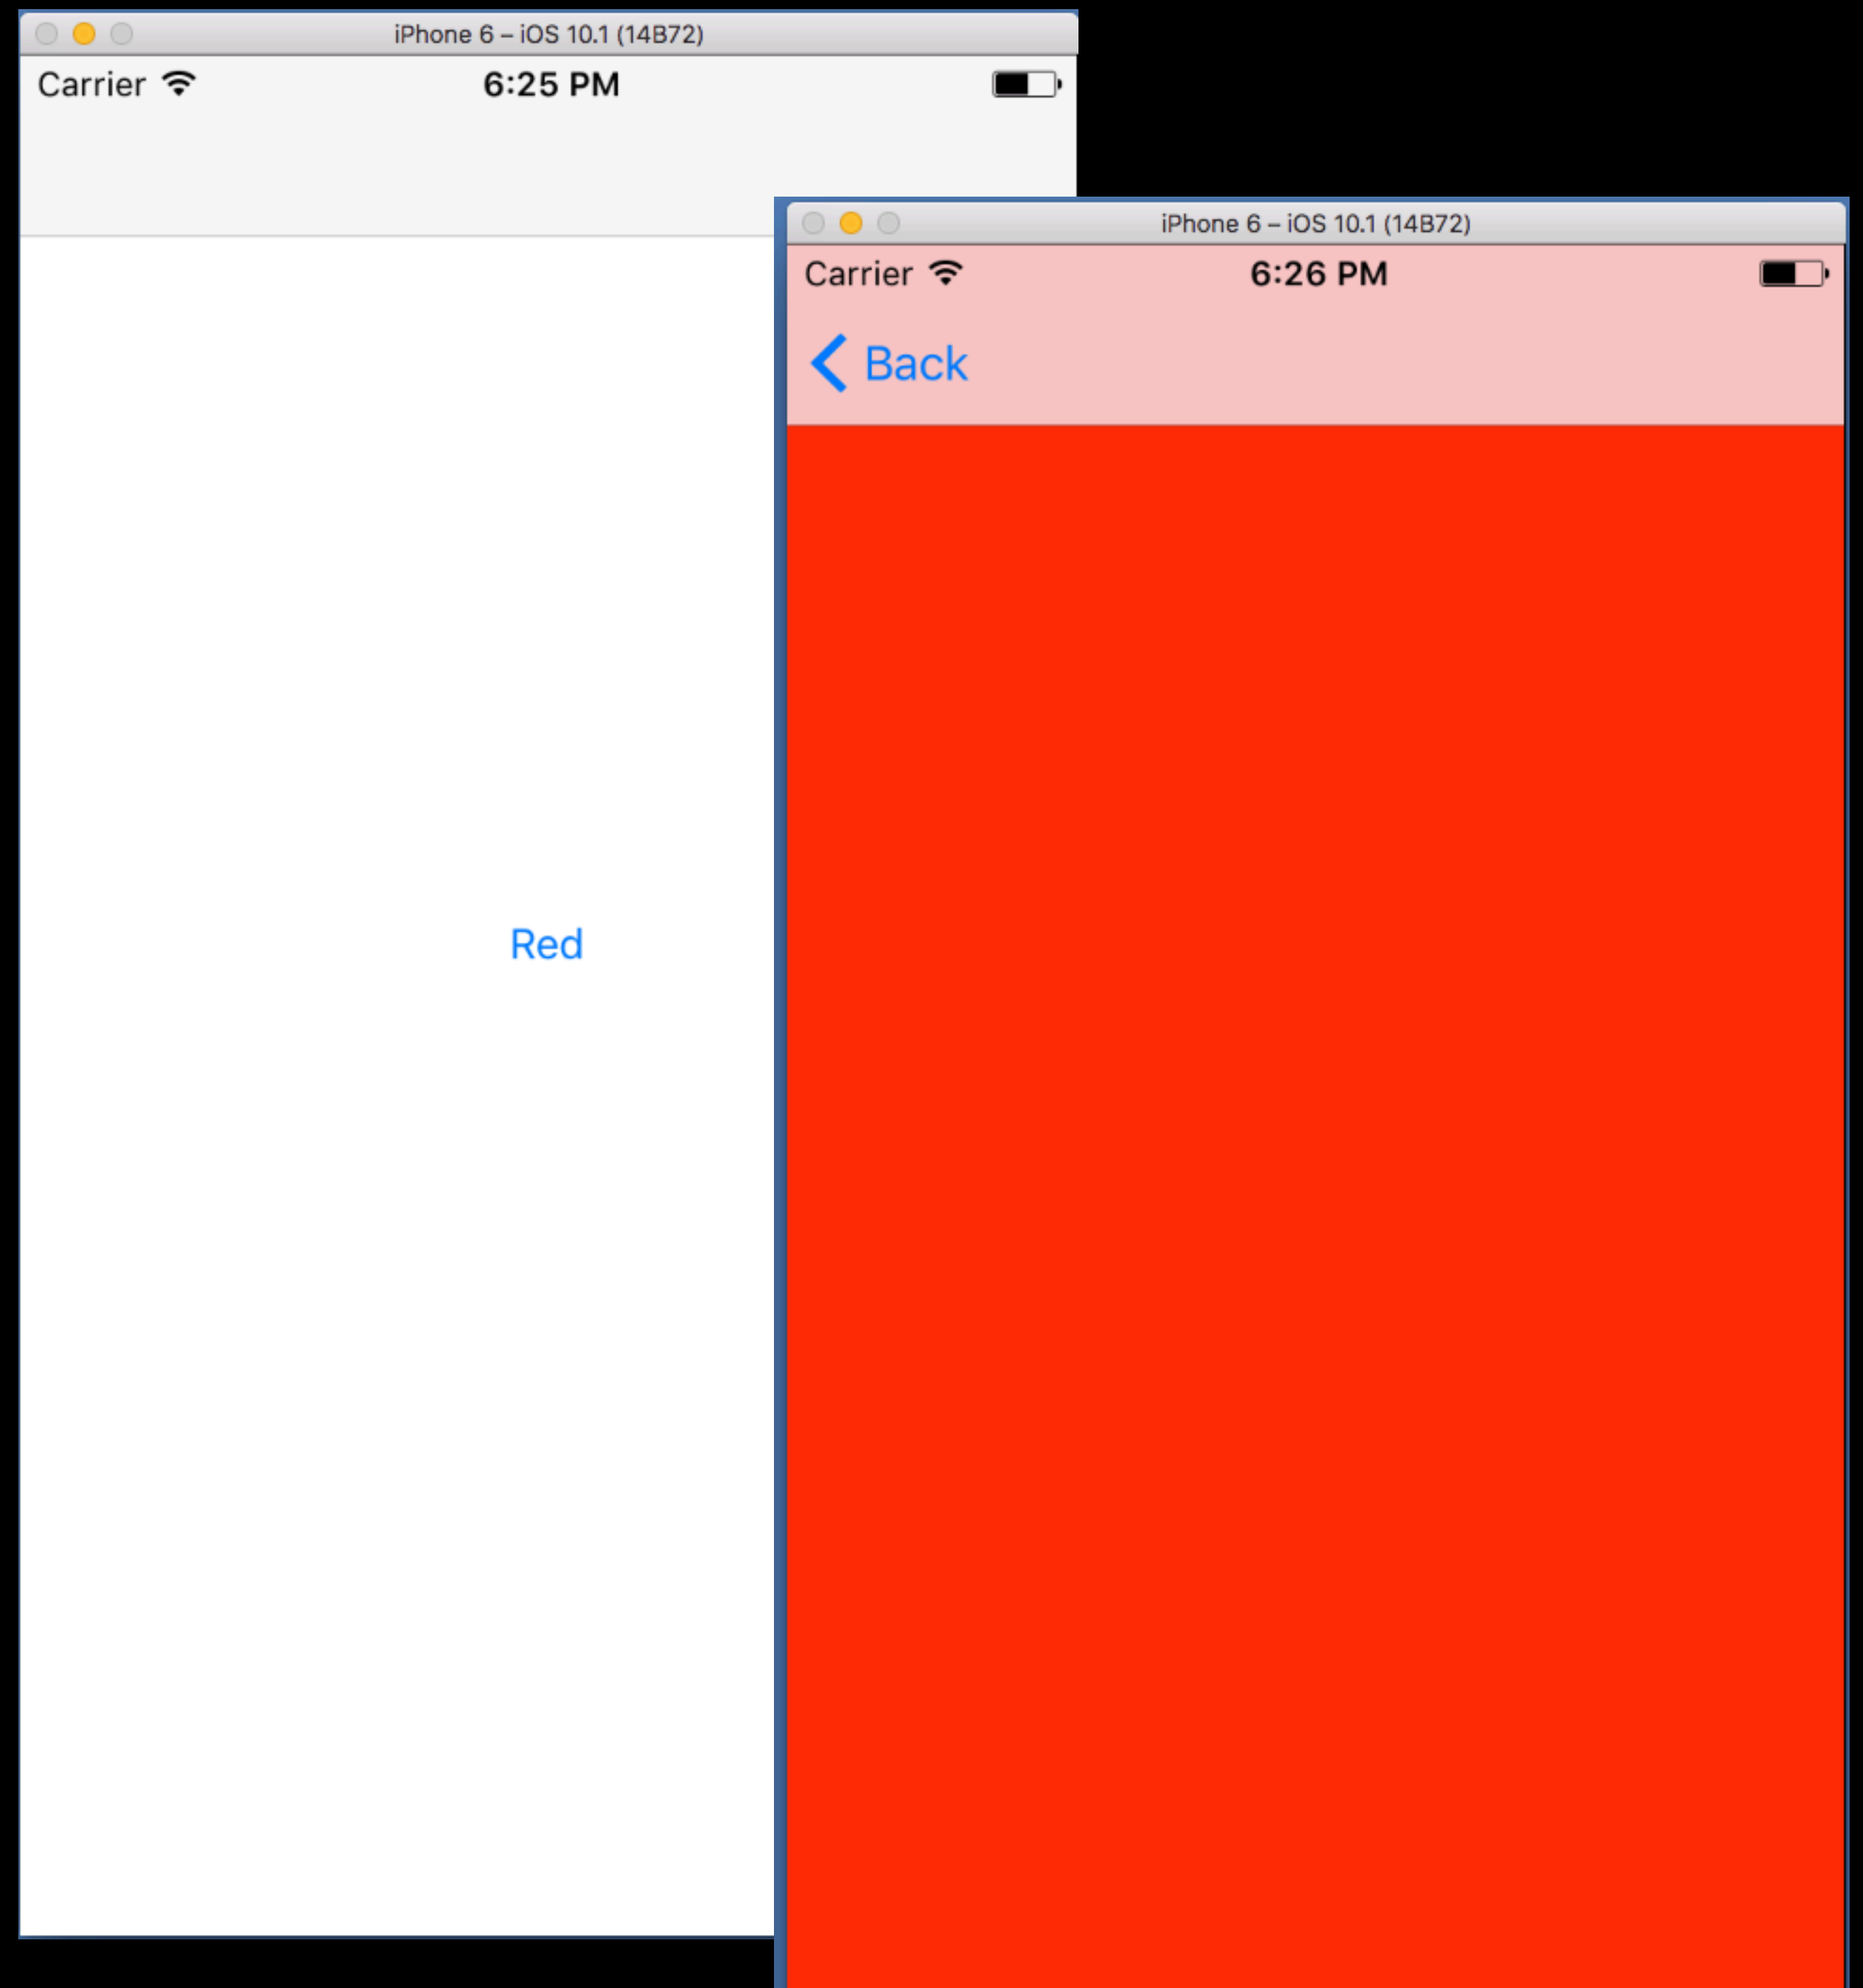 iPhone 6 – iOS 10.1 (14B72)
Carrier 6:25 PM
Red
iPhone 6 – iOS 10.1 (14B72)
Carrier 6:26 PM
Back